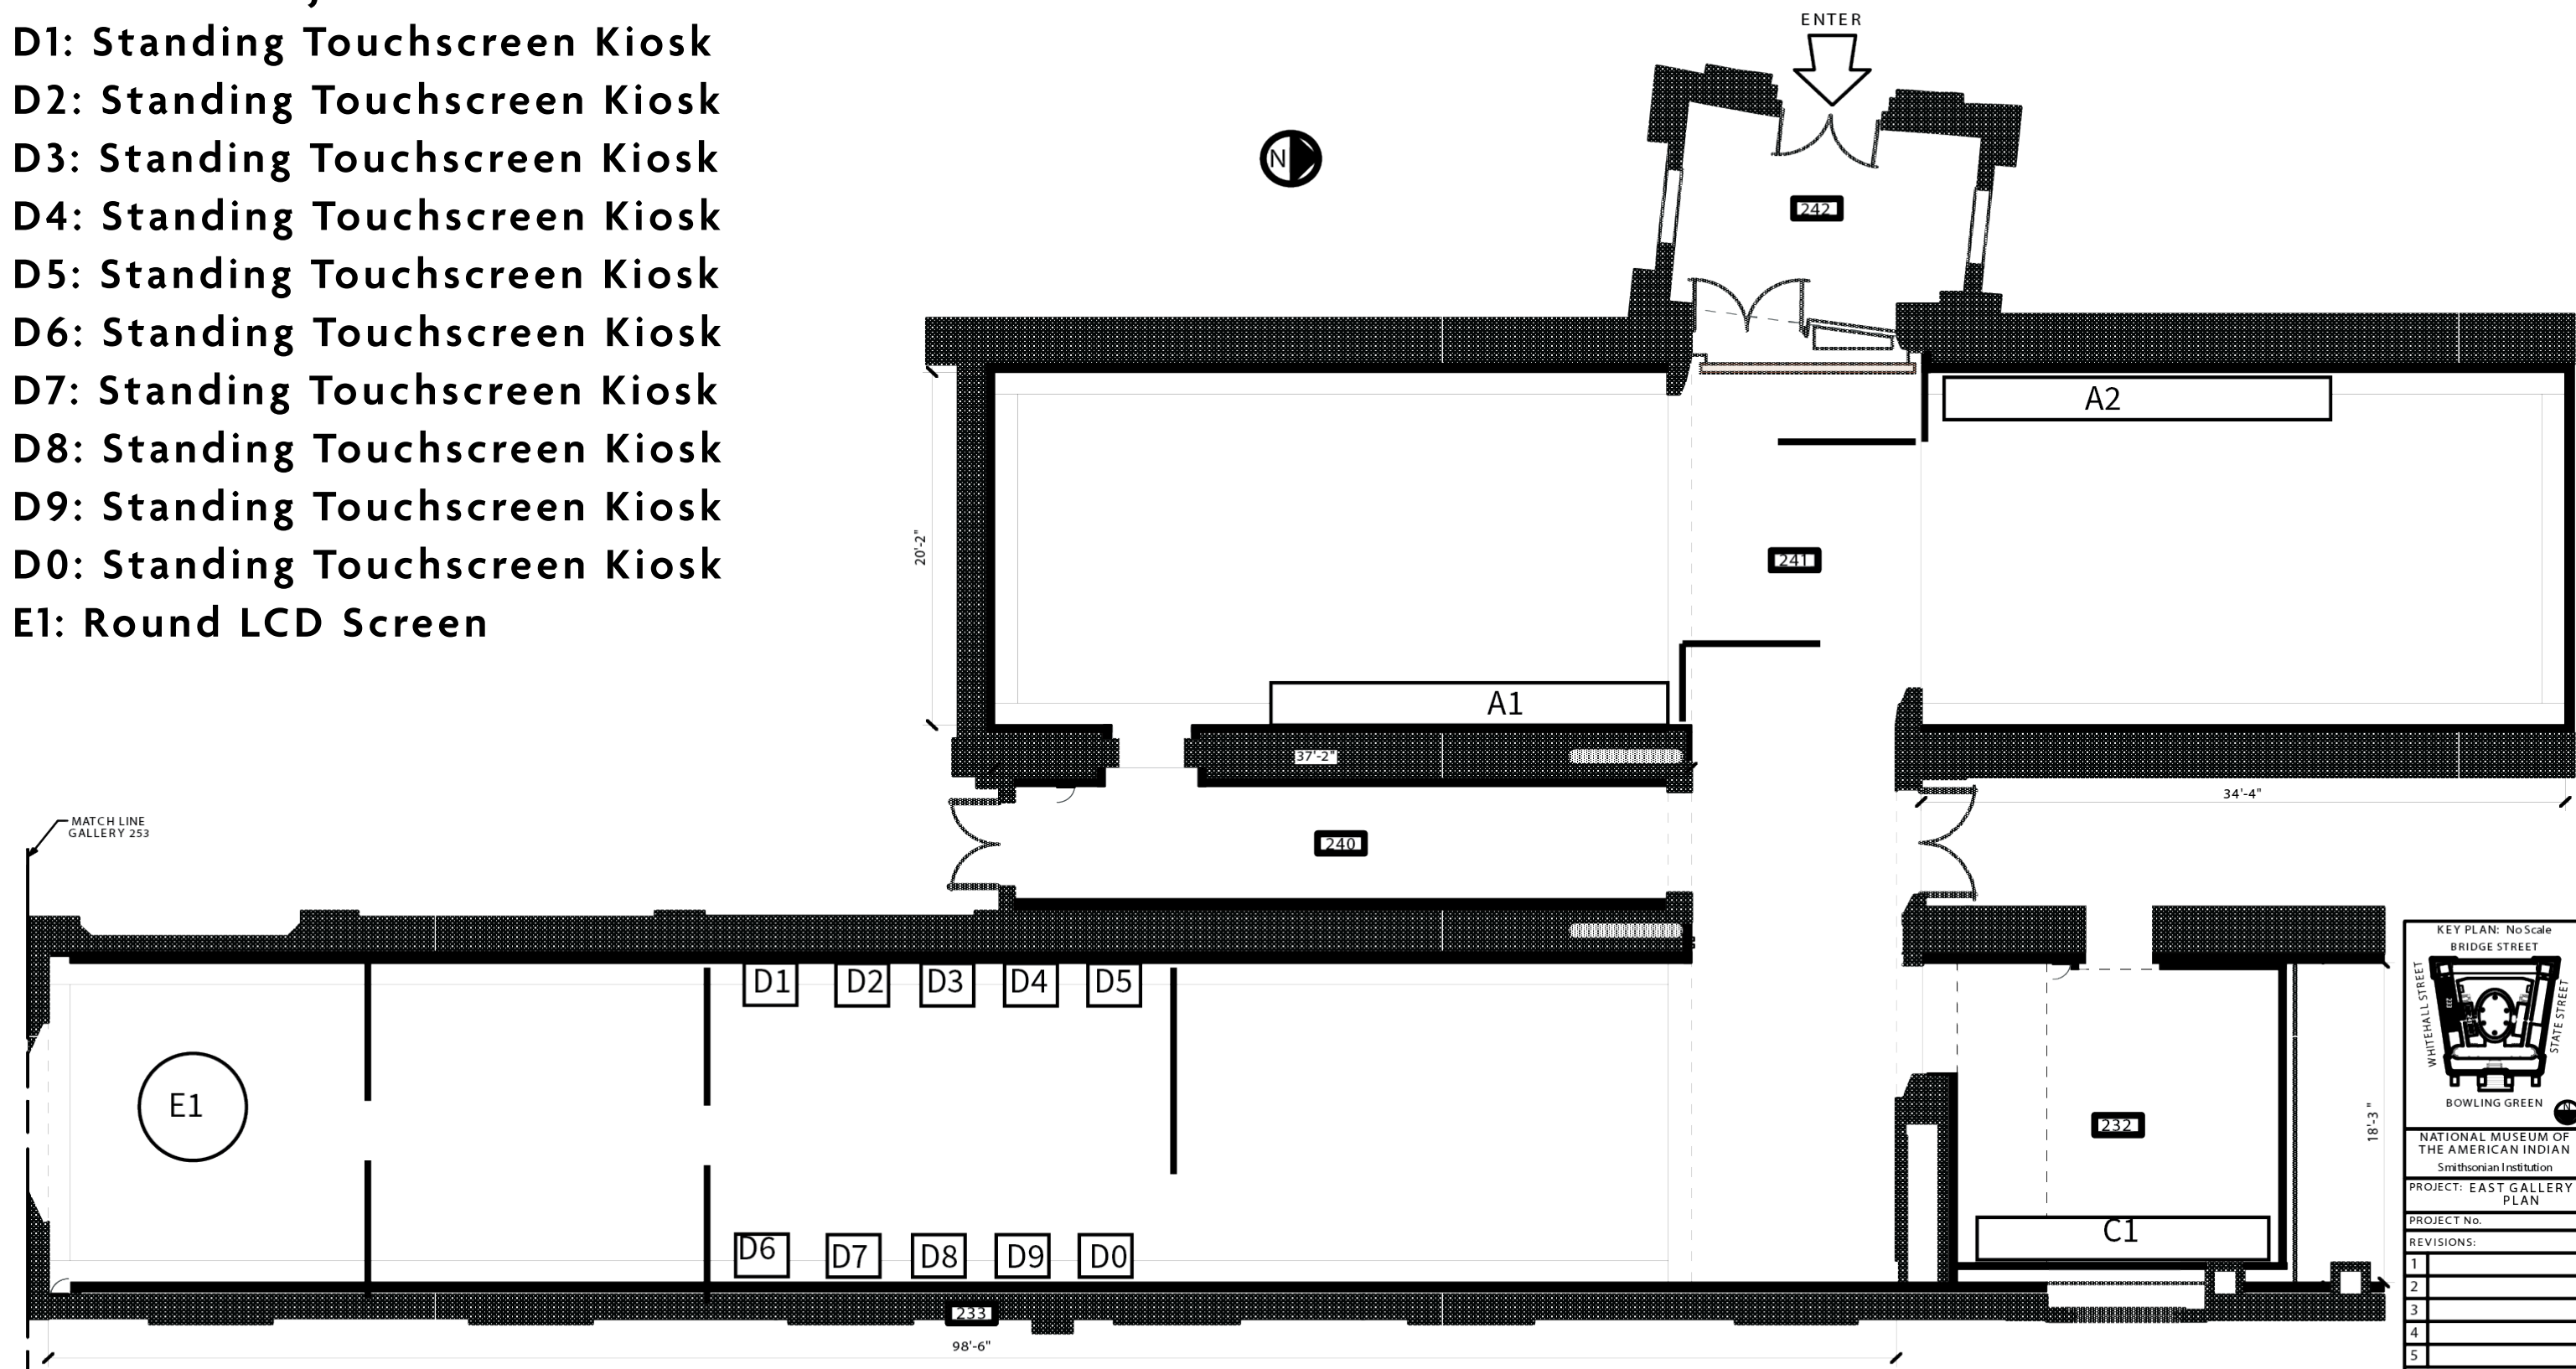 D1: Standing Touchscreen Kiosk
D2: Standing Touchscreen Kiosk
D3: Standing Touchscreen Kiosk
D4: Standing Touchscreen Kiosk
D5: Standing Touchscreen Kiosk
D6: Standing Touchscreen Kiosk
D7: Standing Touchscreen Kiosk
D8: Standing Touchscreen Kiosk
D9: Standing Touchscreen Kiosk
D0: Standing Touchscreen Kiosk
E1: Round LCD Screen
ENTER
N
242
A2
20'-2"
241
A1
37'-2"
34'-4"
MATCH LINE
GALLERY 253
240
D1 D2 D3 D4 D5
E1
232
18'-3"
C1
D6 D7 D8 D9 D0
233
98'-6"
KEY PLAN: No Scale
BRIDGE STREET
WHITEHALL STREET
STATE STREET
BOWLING GREEN
N
NATIONAL MUSEUM OF
THE AMERICAN INDIAN
Smithsonian Institution
PROJECT: EAST GALLERY
PLAN
PROJECT No.
REVISIONS:
1
2
3
4
5